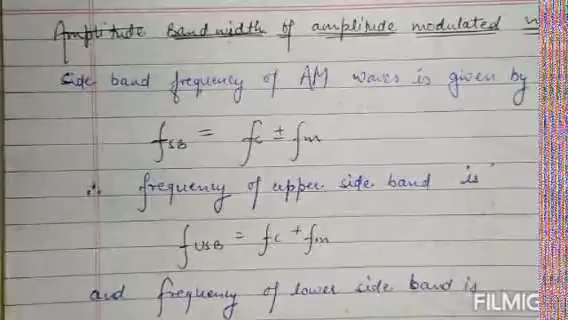 Amplitude Bandwidth of amplitude modulated
Side band frequency of AM waves is given by
fSB = fc ± fm
∴ frequency of upper side band is
fUSB = fc + fm
and frequency of lower side band is
FILMIG